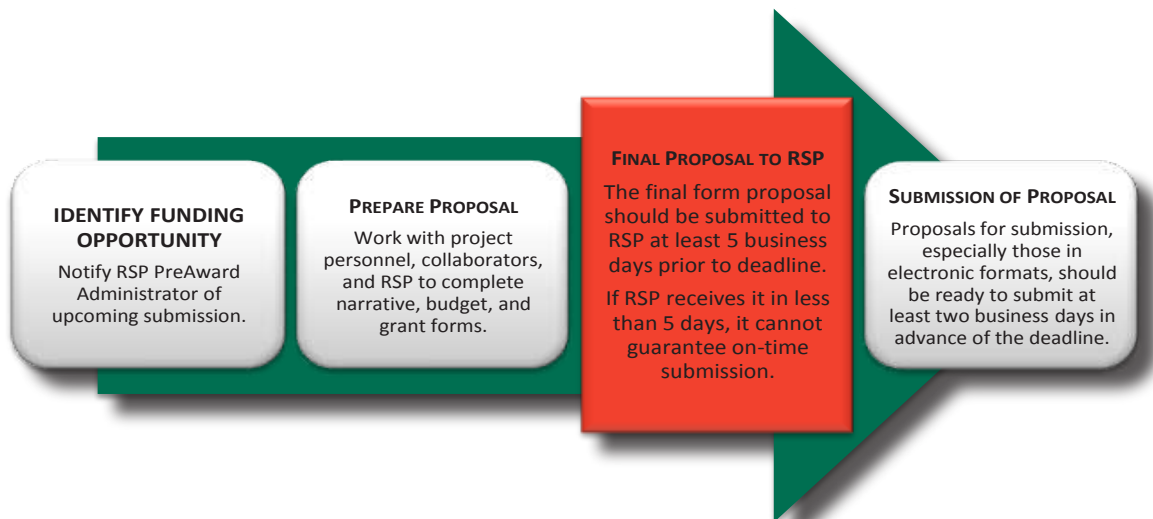 IDENTIFY FUNDING
OPPORTUNITY
Notify RSP PreAward
Administrator of
upcoming submission.
PREPARE PROPOSAL
Work with project
personnel, collaborators,
and RSP to complete
narrative, budget, and
grant forms.
FINAL PROPOSAL TO RSP
The final form proposal
should be submitted to
RSP at least 5 business
days prior to deadline.
If RSP receives it in less
than 5 days, it cannot
guarantee on-time
submission.
SUBMISSION OF PROPOSAL
Proposals for submission,
especially those in
electronic formats, should
be ready to submit at
least two business days in
advance of the deadline.